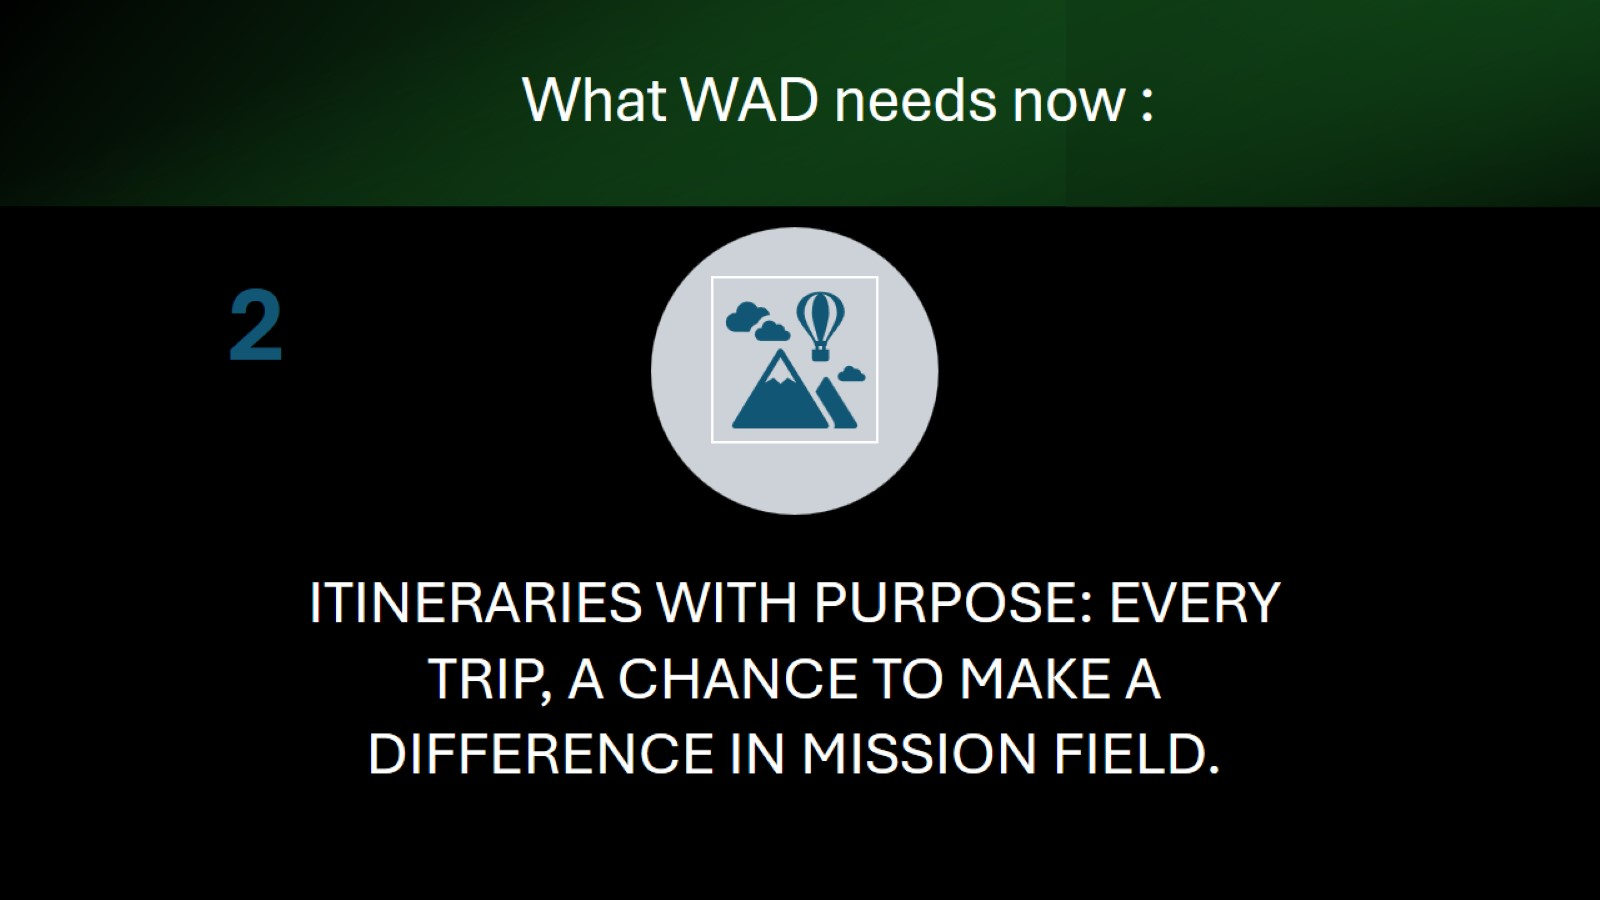 What WAD needs now :
2
ITINERARIES WITH PURPOSE: EVERY
TRIP, A CHANCE TO MAKE A
DIFFERENCE IN MISSION FIELD.